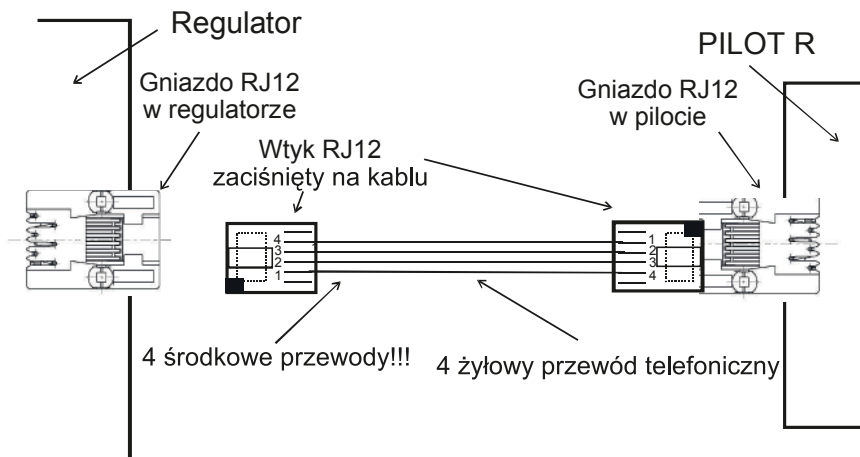 Regulator
PILOT R
Gniazdo RJ12
w regulatorze
Gniazdo RJ12
w pilocie
Wtyk RJ12
zaciśnięty na kablu
4
3
2
1
1
2
3
4
4 środkowe przewody!!!
4 żyłowy przewód telefoniczny